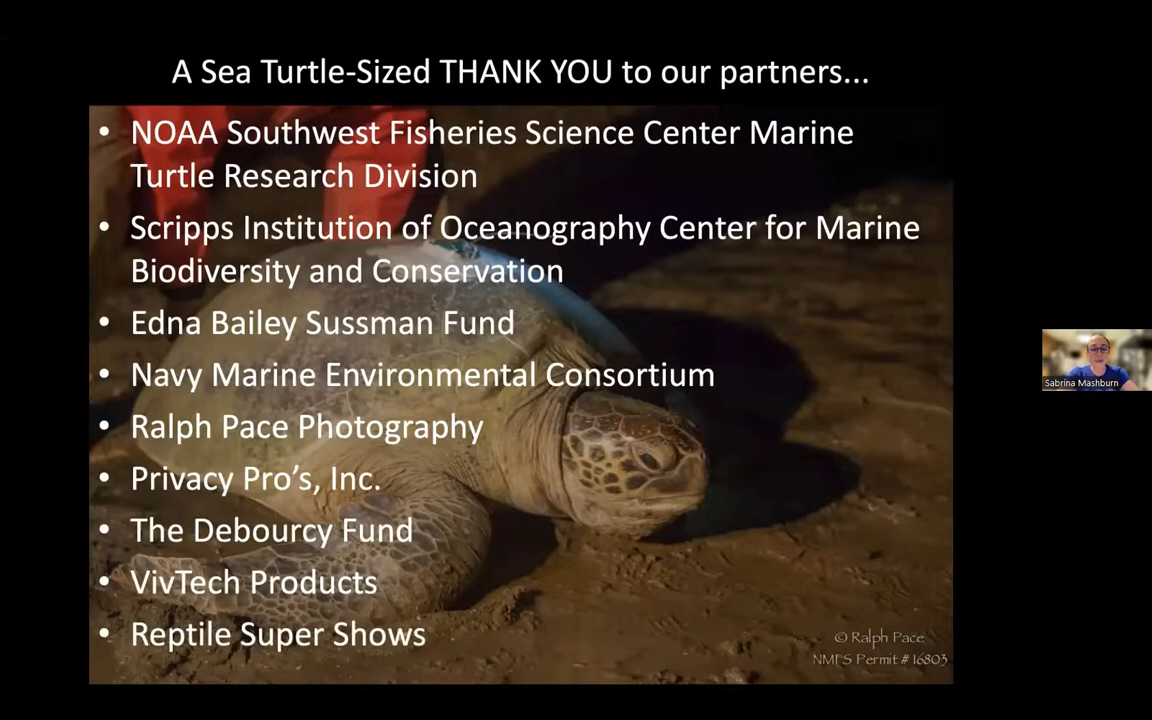 A Sea Turtle-Sized THANK YOU to our partners...
• NOAA Southwest Fisheries Science Center Marine
Turtle Research Division
• Scripps Institution of Oceanography Center for Marine
Biodiversity and Conservation
• Edna Bailey Sussman Fund
• Navy Marine Environmental Consortium
• Ralph Pace Photography
• Privacy Pro’s, Inc.
• The Debourcy Fund
• VivTech Products
• Reptile Super Shows
© Ralph Pace
NMFS Permit # 16803
Sabrina Mashburn